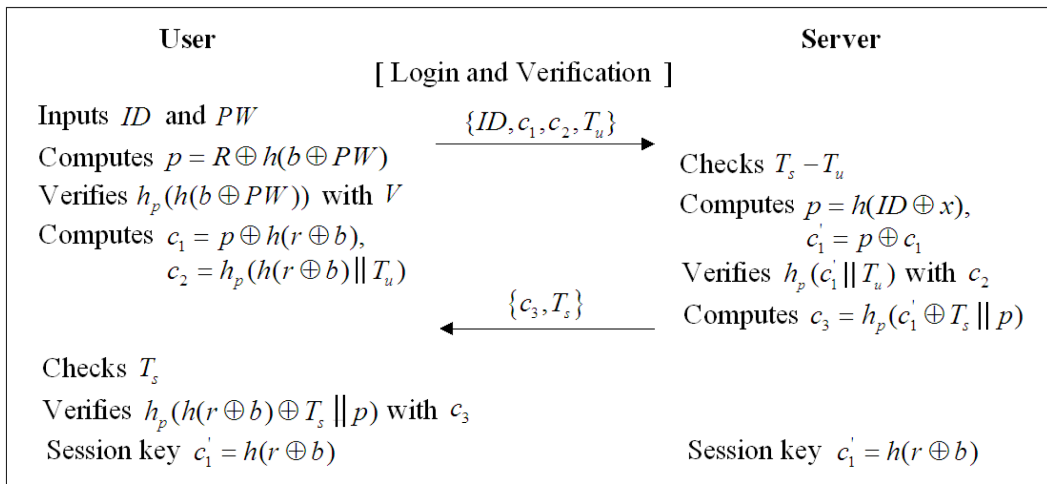 User
Server
[ Login and Verification ]
Inputs ID and PW
{ID, c₁, c₂, Tᵤ}
Computes p = R ⊕ h(b ⊕ PW)
Checks Tₛ − Tᵤ
Verifies hₚ(h(b ⊕ PW)) with V
Computes p = h(ID ⊕ x),
Computes c₁ = p ⊕ h(r ⊕ b),
c₁' = p ⊕ c₁
c₂ = hₚ(h(r ⊕ b) || Tᵤ)
Verifies hₚ(c₁' || Tᵤ) with c₂
{c₃, Tₛ}
Computes c₃ = hₚ(c₁' ⊕ Tₛ || p)
Checks Tₛ
Verifies hₚ(h(r ⊕ b) ⊕ Tₛ || p) with c₃
Session key c₁' = h(r ⊕ b)
Session key c₁' = h(r ⊕ b)